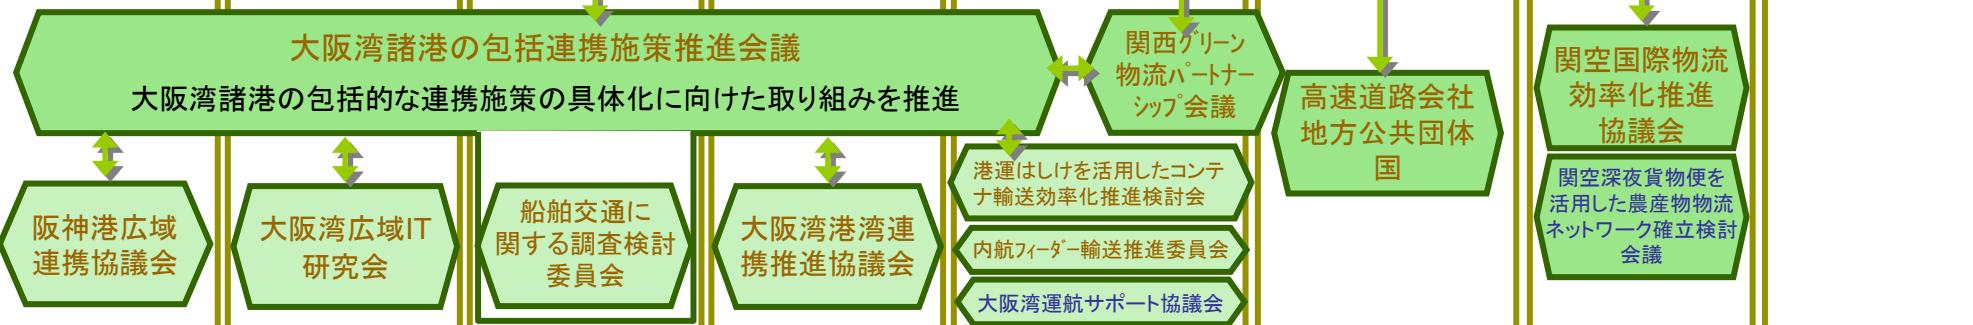 大阪湾諸港の包括連携施策推進会議
大阪湾諸港の包括的な連携施策の具体化に向けた取り組みを推進
関西グリーン
物流パートナー
シップ会議
高速道路会社
地方公共団体
国
関空国際物流
効率化推進
協議会
阪神港広域
連携協議会
大阪湾広域IT
研究会
船舶交通に
関する調査検討
委員会
大阪湾港湾連
携推進協議会
港運はしけを活用したコンテ
ナ輸送効率化推進検討会
内航フィーダー輸送推進委員会
大阪湾運航サポート協議会
関空深夜貨物便を
活用した農産物物流
ネットワーク確立検討
会議